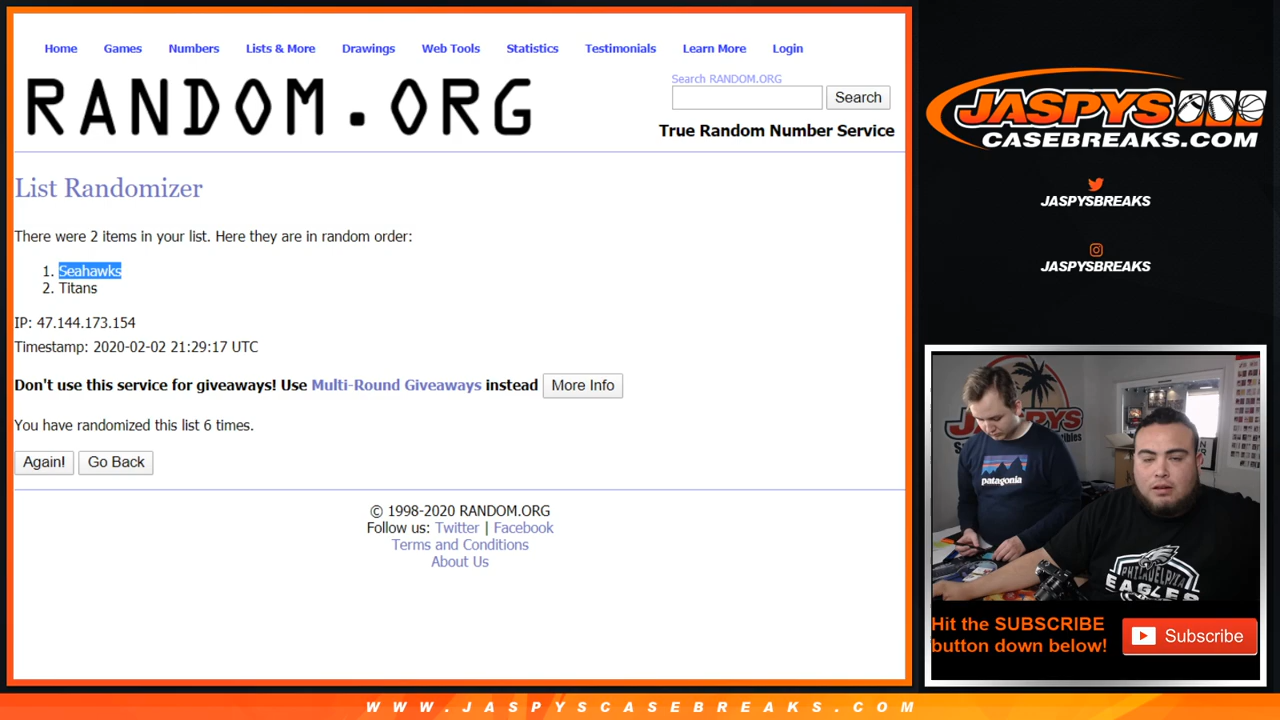 Home Games Numbers Lists & More Drawings Web Tools Statistics Testimonials Learn More Login
RANDOM.ORG
Search RANDOM.ORG
Search
True Random Number Service
List Randomizer
There were 2 items in your list. Here they are in random order:
1. Seahawks
2. Titans
IP: 47.144.173.154
Timestamp: 2020-02-02 21:29:17 UTC
Don't use this service for giveaways! Use Multi-Round Giveaways instead More Info
You have randomized this list 6 times.
Again! Go Back
© 1998-2020 RANDOM.ORG
Follow us: Twitter | Facebook
Terms and Conditions
About Us
JASPYS
CASEBREAKS.COM
JASPYSBREAKS
JASPYSBREAKS
JASPYS
patagonia
PHILADELPHIA
EAGLES
Hit the SUBSCRIBE
button down below!
Subscribe
WWW.JASPYSCASEBREAKS.COM